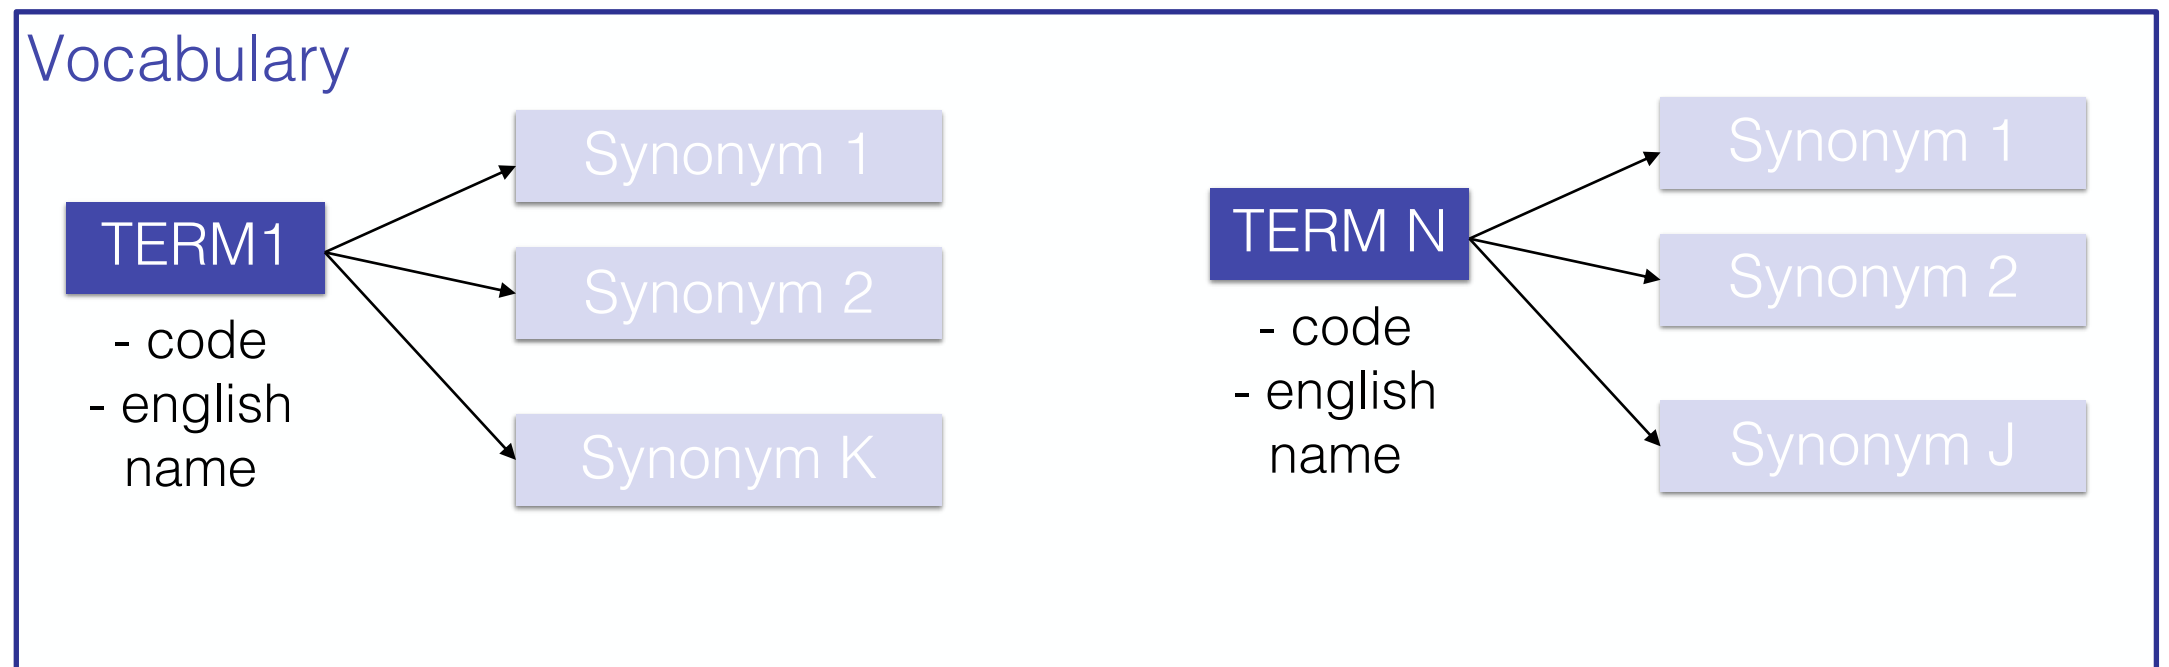 Vocabulary
TERM1
- code
- english
name
Synonym 1
Synonym 2
Synonym K
TERM N
- code
- english
name
Synonym 1
Synonym 2
Synonym J